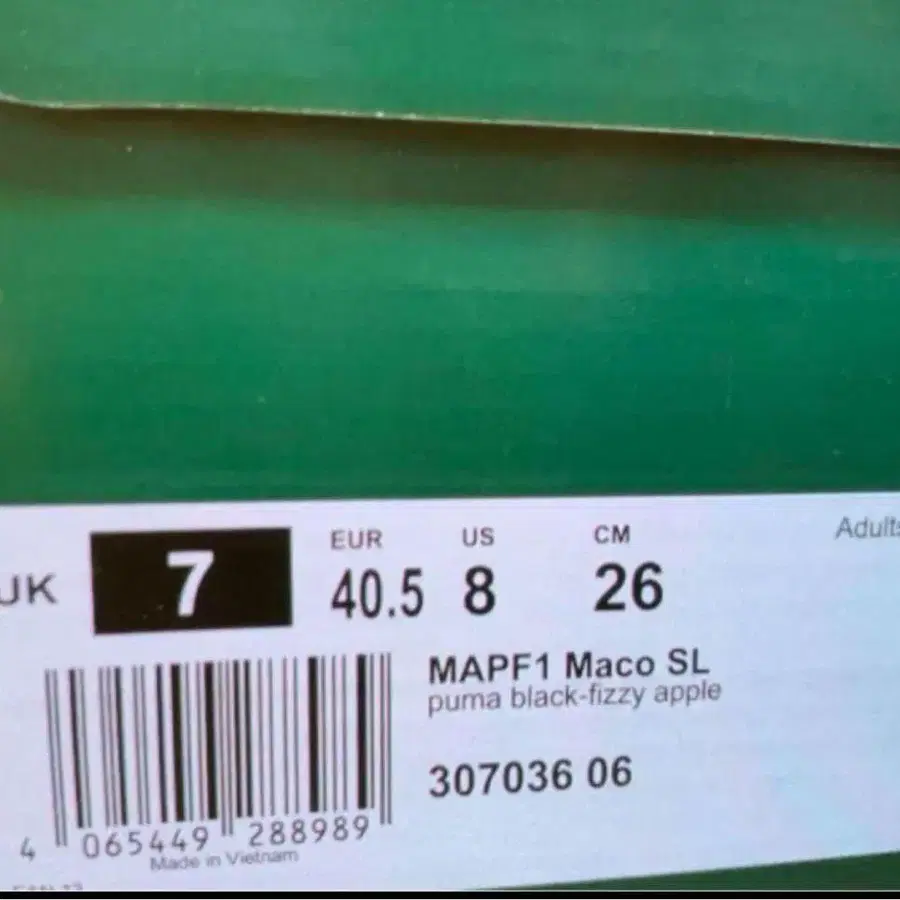 EUR US CM Adults
UK 7 40.5 8 26
MAPF1 Maco SL
puma black-fizzy apple
307036 06
4 065449 288989
Made in Vietnam